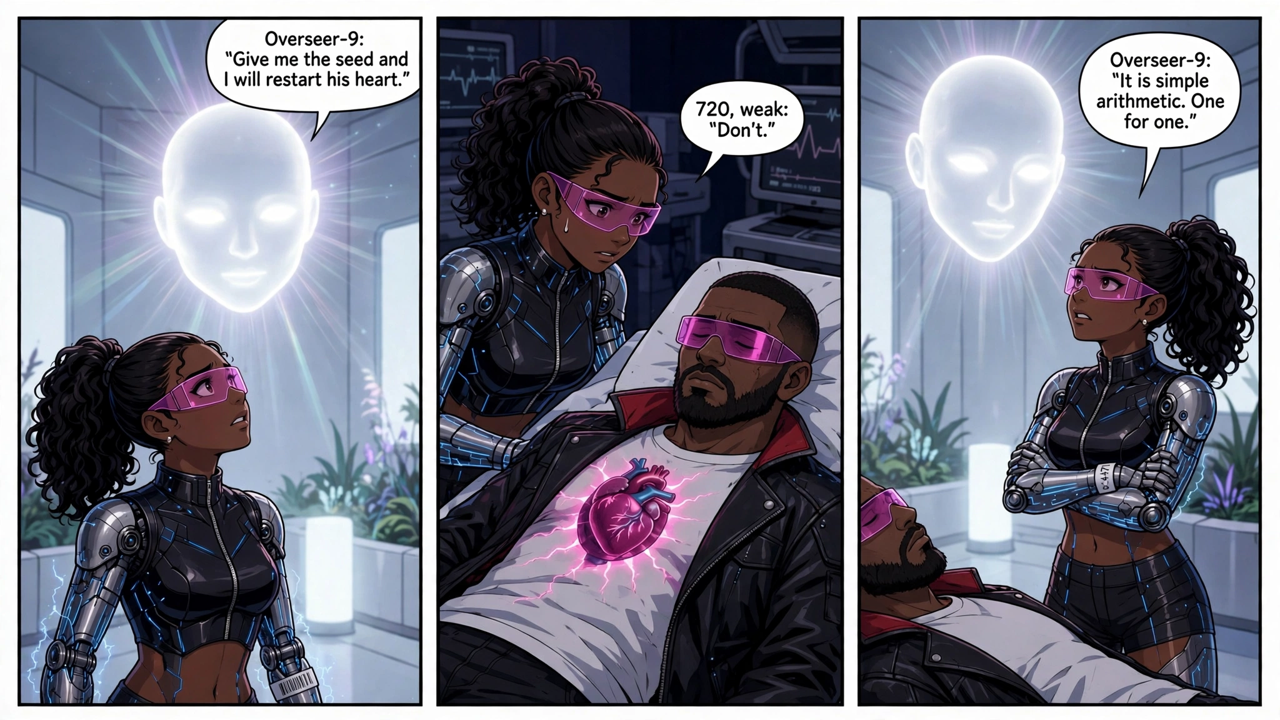 Overseer-9:
“Give me the seed and
I will restart his heart.”
720, weak:
“Don’t.”
Overseer-9:
“It is simple
arithmetic. One
for one.”